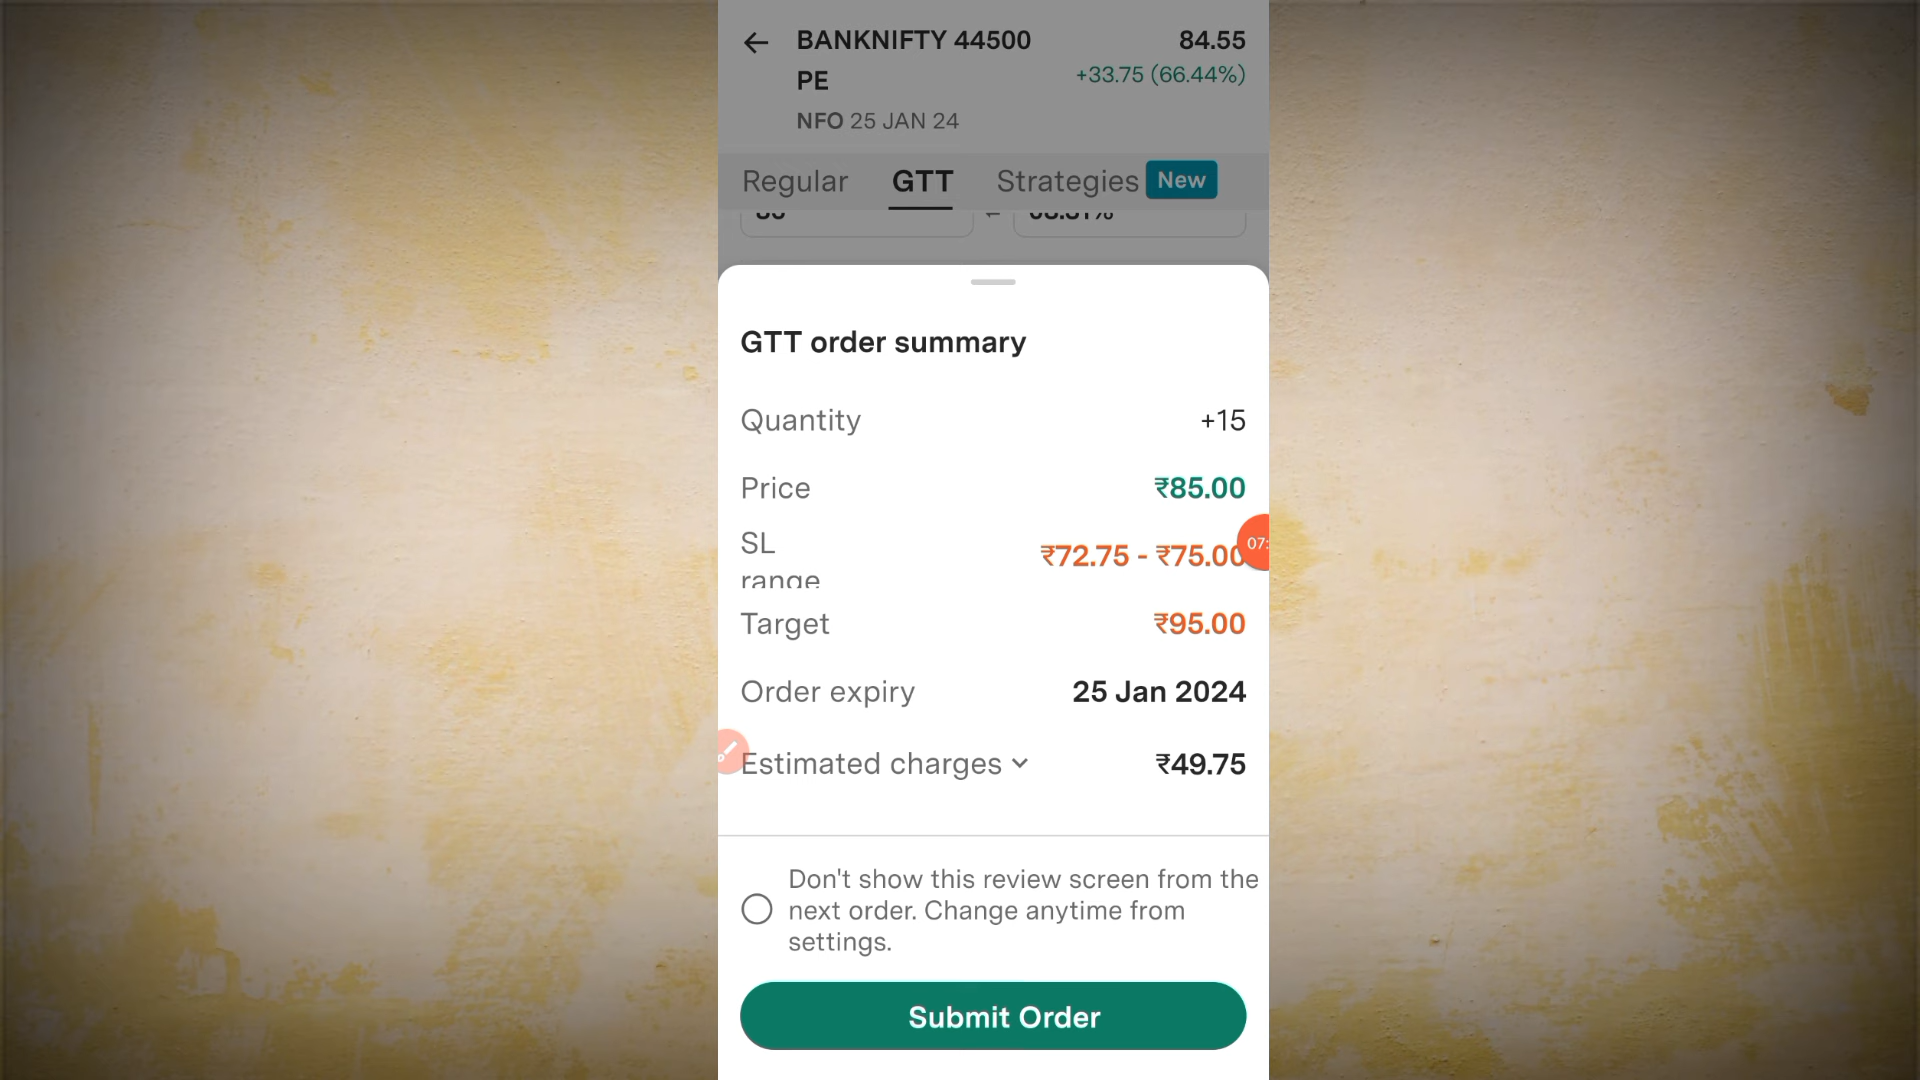 BANKNIFTY 44500 84.55
PE +33.75 (66.44%)
NFO 25 JAN 24
Regular GTT Strategies New
GTT order summary
Quantity +15
Price ₹85.00
SL
range ₹72.75 - ₹75.00
07:
Target ₹95.00
Order expiry 25 Jan 2024
Estimated charges ₹49.75
Don't show this review screen from the
next order. Change anytime from
settings.
Submit Order